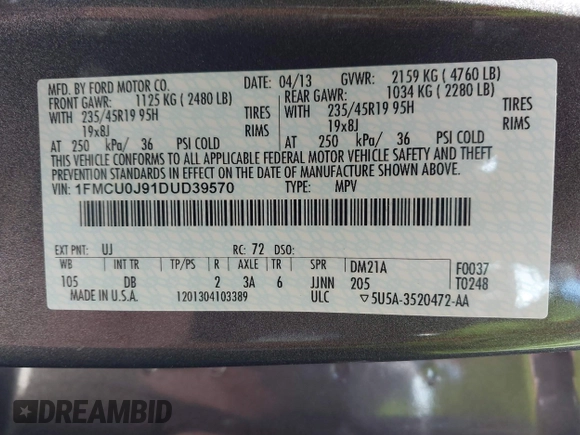 MFD. BY FORD MOTOR CO.
DATE: 04/13 GVWR: 2159 KG ( 4760 LB)
FRONT GAWR: 1125 KG ( 2480 LB) REAR GAWR: 1034 KG ( 2280 LB)
WITH 235/45R19 95H TIRES WITH 235/45R19 95H TIRES
19x8J RIMS 19x8J RIMS
AT 250 kPa/ 36 PSI COLD AT 250 kPa/ 36 PSI COLD
THIS VEHICLE CONFORMS TO ALL APPLICABLE FEDERAL MOTOR VEHICLE SAFETY AND THEFT
PREVENTION STANDARDS IN EFFECT ON THE DATE OF MANUFACTURE SHOWN ABOVE.
VIN: 1FMCU0J91DUD39570 TYPE: MPV
EXT PNT: UJ RC: 72 DSO:
WB INT TR TP/PS R AXLE TR SPR DM21A F0037
105 DB 2 3A 6 JJNN 205 T0248
MADE IN U.S.A. 1201304103389 ULC ▽5U5A-3520472-AA
DREAMBID